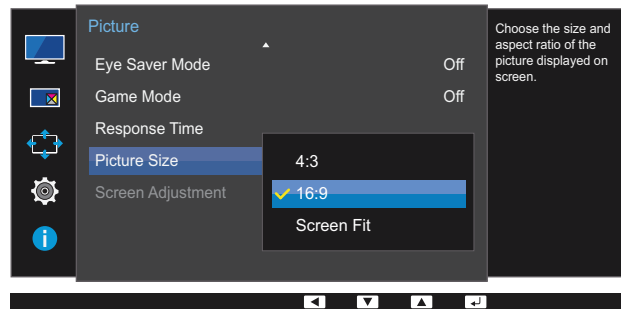 Picture
Eye Saver Mode Off
Game Mode Off
Response Time
Picture Size
Screen Adjustment
4:3
16:9
Screen Fit
Choose the size and
aspect ratio of the
picture displayed on
screen.